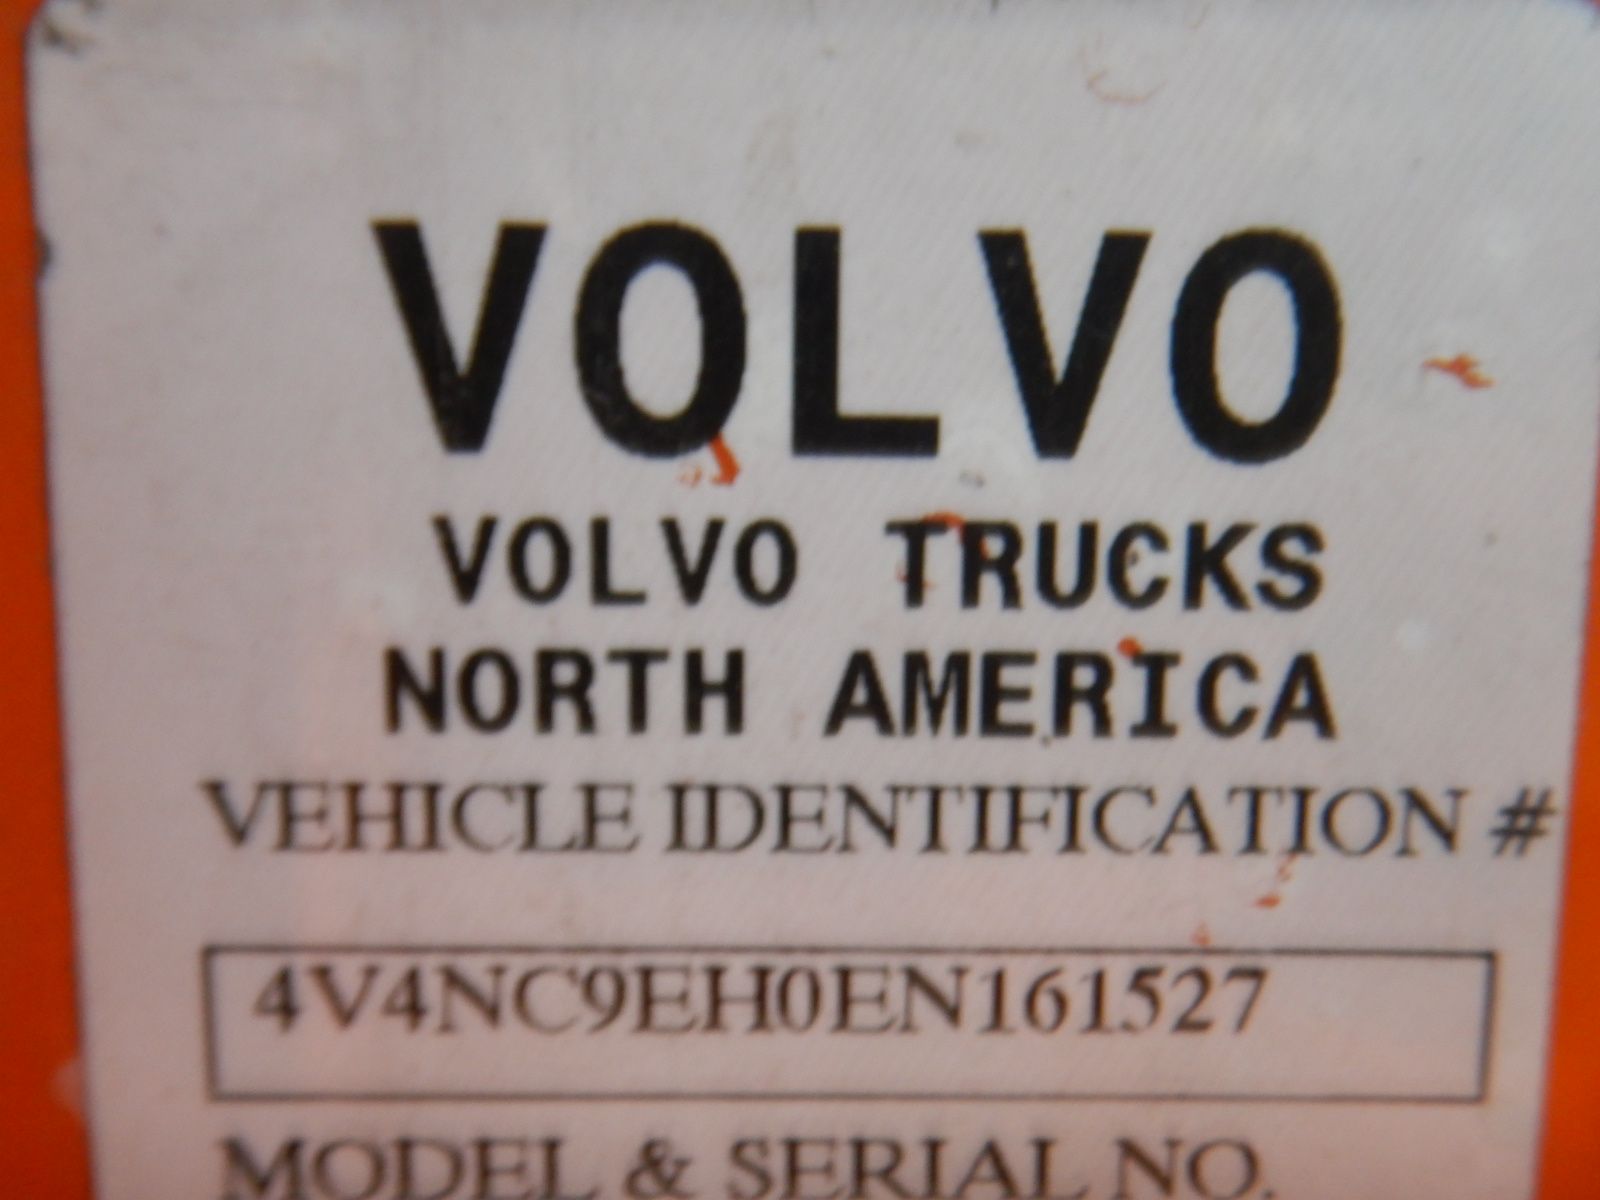 VOLVO
VOLVO TRUCKS
NORTH AMERICA
VEHICLE IDENTIFICATION #
4V4NC9EH0EN161527
MODEL & SERIAL NO.